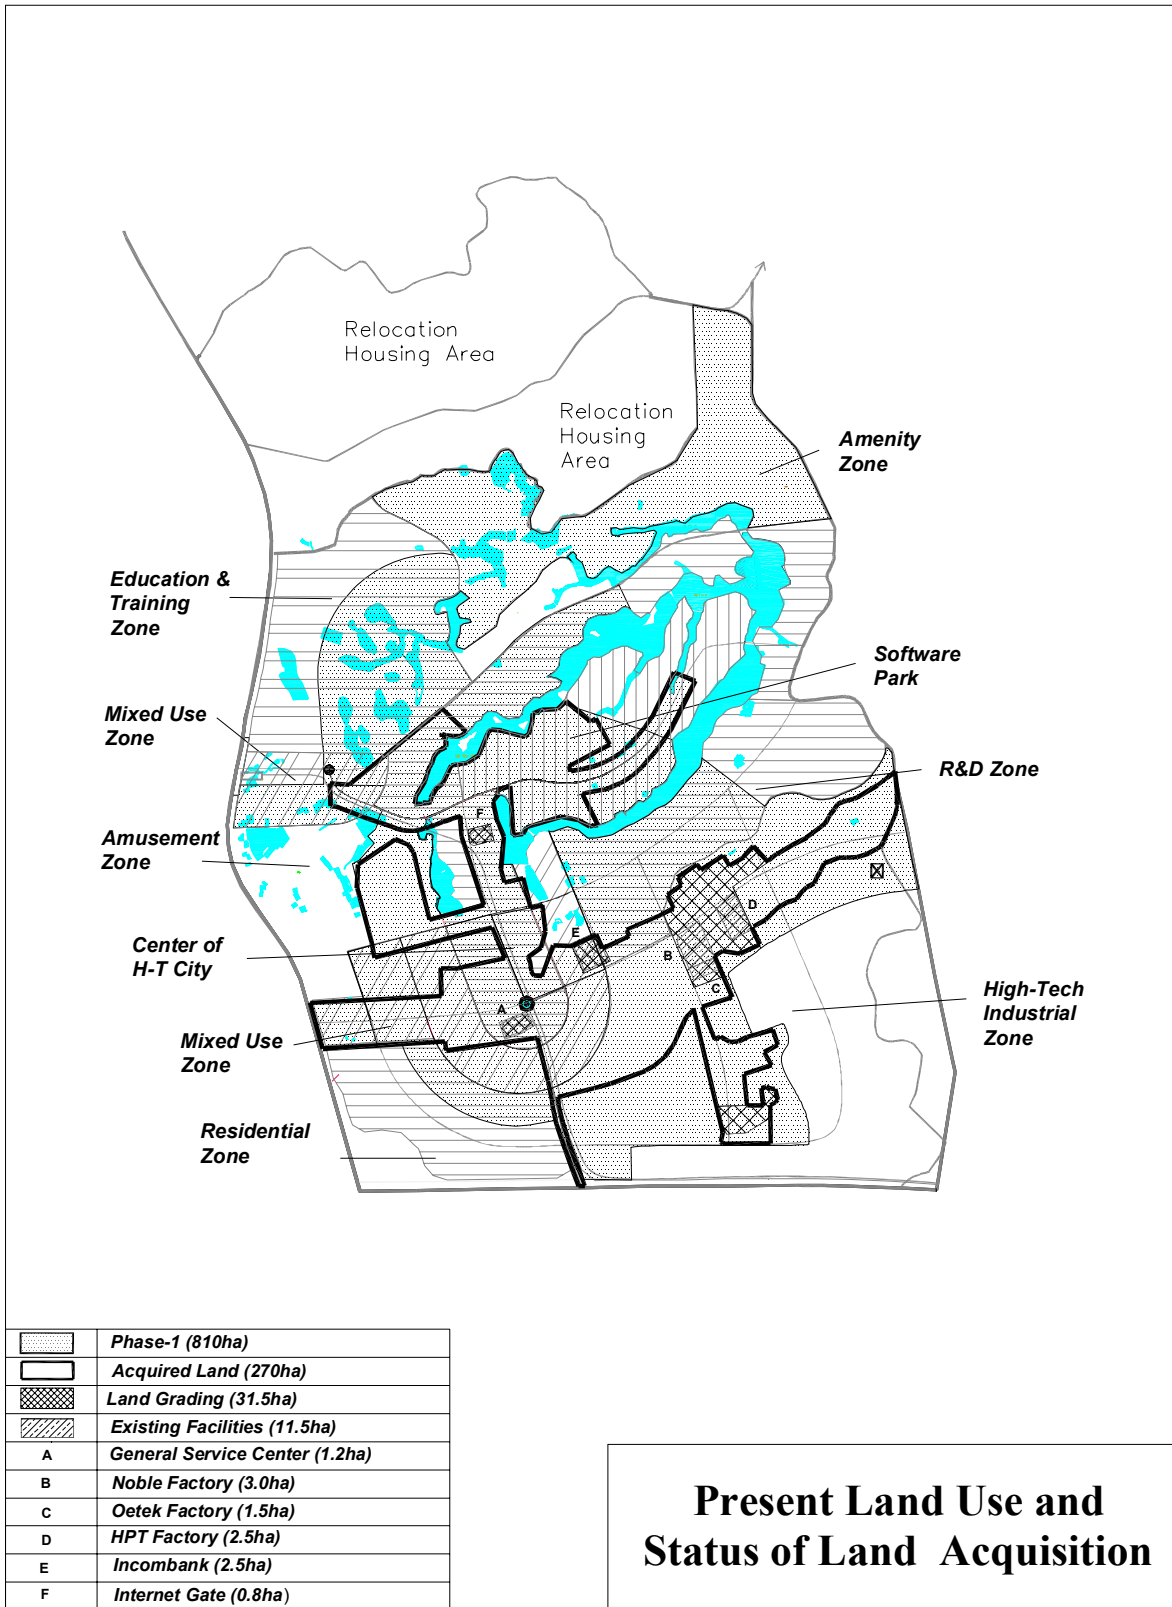 Relocation
Housing Area
Relocation
Housing
Area
Amenity
Zone
Education &
Training
Zone
Software
Park
Mixed Use
Zone
R&D Zone
F
Amusement
Zone
D
E
Center of
H-T City
B
C
High-Tech
Industrial
Zone
A
Mixed Use
Zone
Residential
Zone
Phase-1 (810ha)
Acquired Land (270ha)
Land Grading (31.5ha)
Existing Facilities (11.5ha)
A General Service Center (1.2ha)
B Noble Factory (3.0ha)
C Oetek Factory (1.5ha)
D HPT Factory (2.5ha)
E Incombank (2.5ha)
F Internet Gate (0.8ha)
Present Land Use and
Status of Land Acquisition